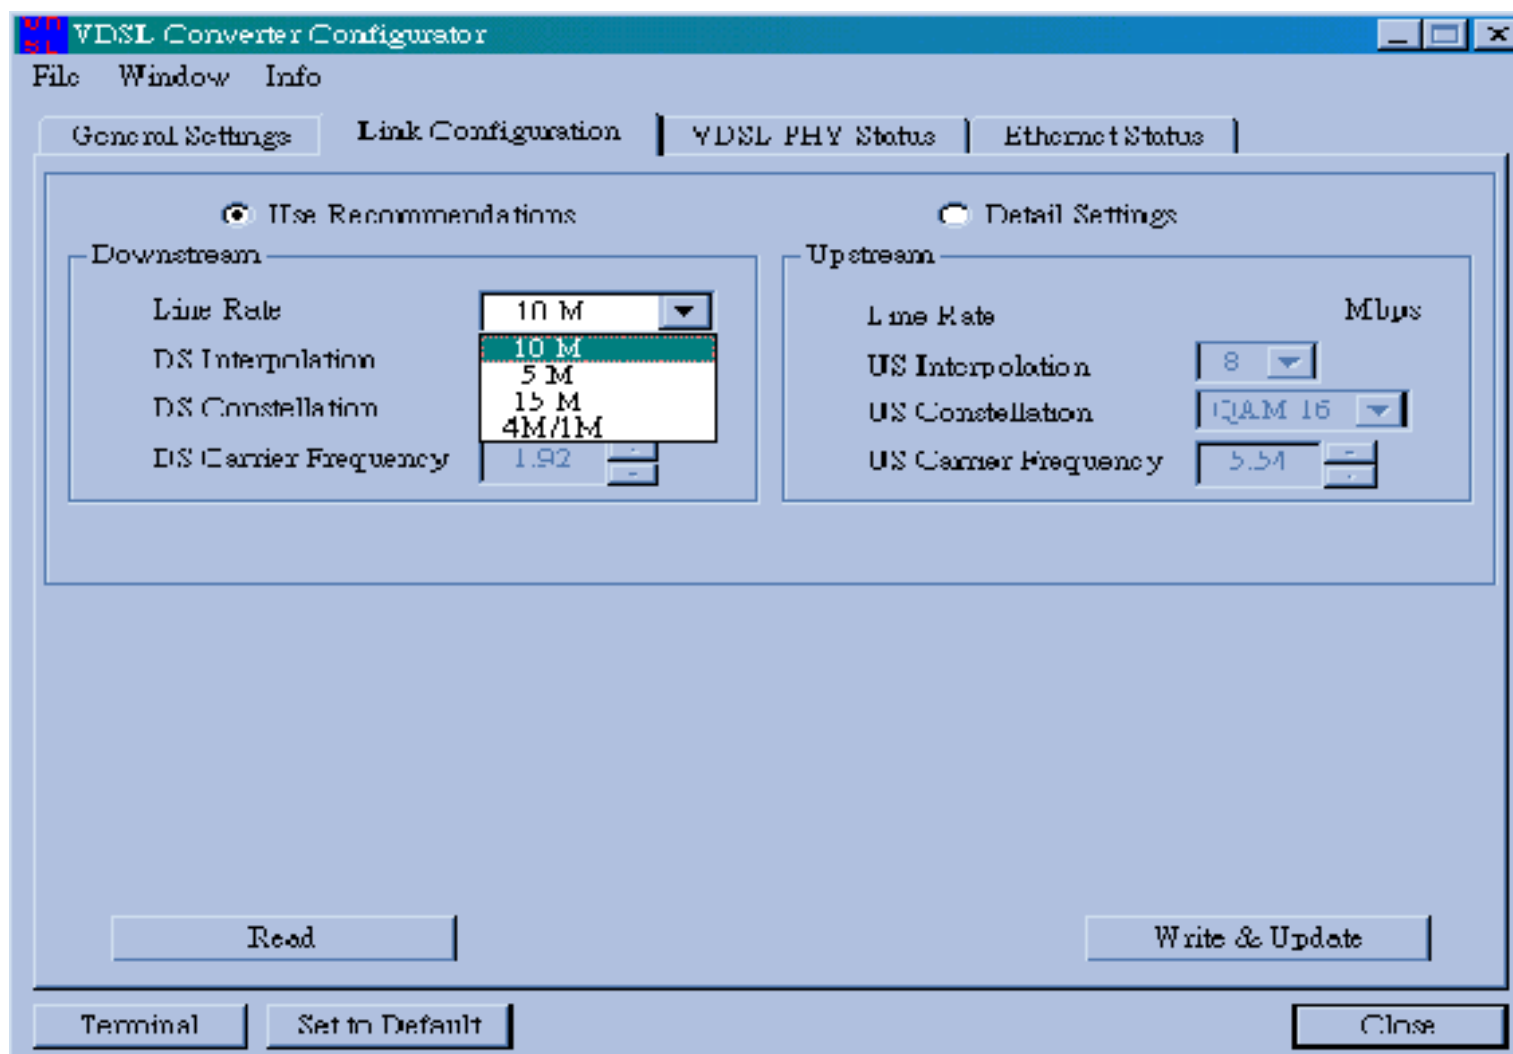 VD SL VDSL Converter Configurator
File Window Info
General Settings Link Configuration VDSL PHY Status Ethernet Status
Use Recommendations Detail Settings
Downstream Upstream
Line Rate 10 M Line Rate Mbps
10 M
DS Interpolation US Interpolation 8
5 M
15 M
DS Constellation US Constellation QAM 16
4M/1M
DS Carrier Frequency 1.92 US Carrier Frequency 5.54
Read Write & Update
Terminal Set to Default Close